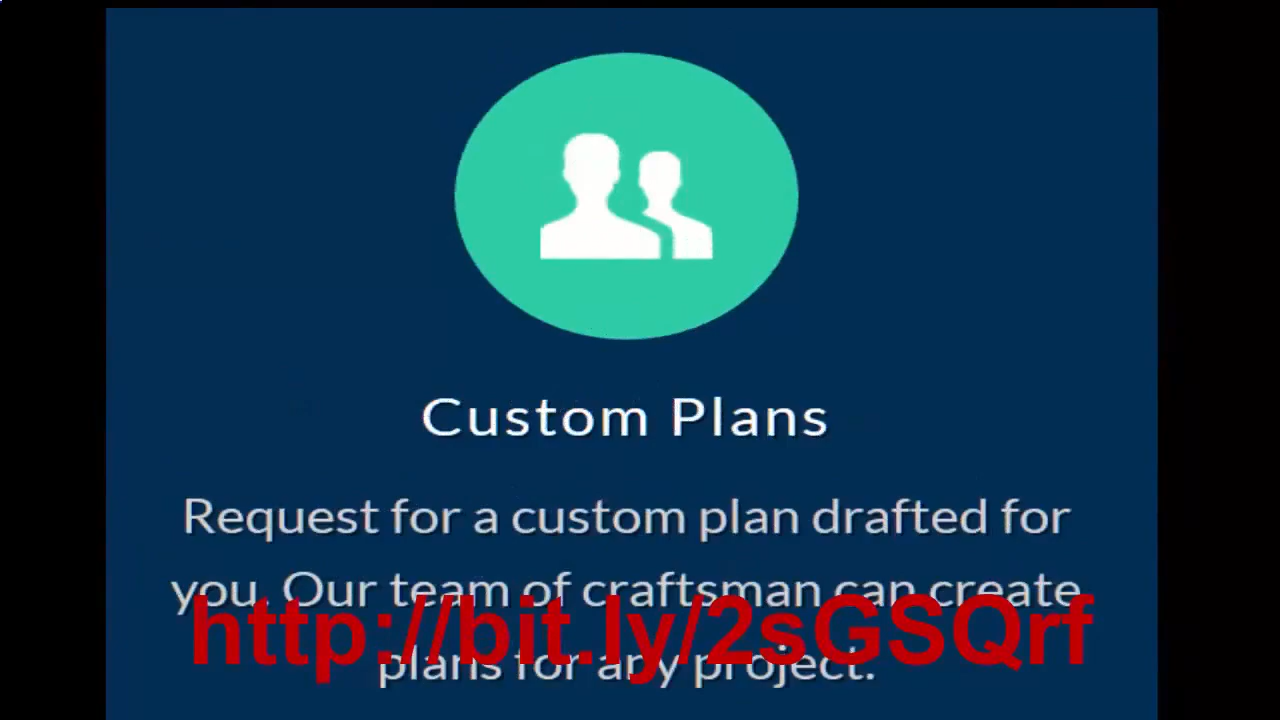 Custom Plans
Request for a custom plan drafted for
you. Our team of craftsman can create
http://bit.ly/2sGSQrf
plans for any project.